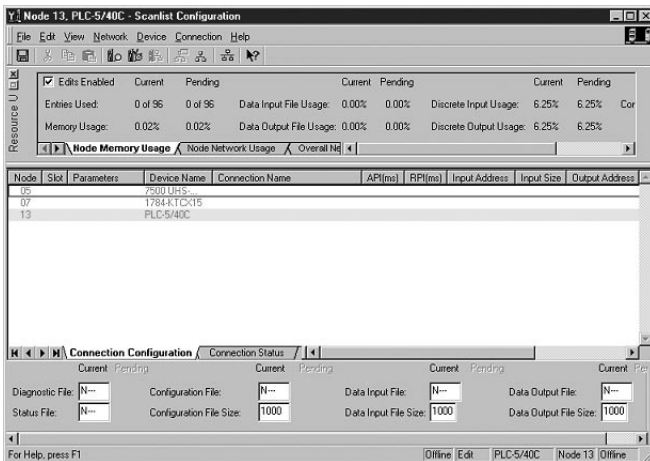 Node 13, PLC-5/40C - Scanlist Configuration
File Edit View Network Device Connection Help
Resource U
Edits Enabled Current Pending Current Pending Current Pending
Entries Used: 0 of 96 0 of 96 Data Input File Usage: 0.00% 0.00% Discrete Input Usage: 6.25% 6.25% Cor
Memory Usage: 0.02% 0.02% Data Output File Usage: 0.00% 0.00% Discrete Output Usage: 6.25% 6.25%
Node Memory Usage Node Network Usage Overall Ne
Node Slot Parameters Device Name Connection Name API(ms) RPI(ms) Input Address Input Size Output Address
05 7500 UHS-...
07 1784-KTCX15
13 PLC-5/40C
Connection Configuration Connection Status
Current Pending Current Pending Current Pending Current Per
Diagnostic File: N--- Configuration File: N--- Data Input File: N--- Data Output File: N---
Status File: N--- Configuration File Size: 1000 Data Input File Size: 1000 Data Output File Size: 1000
For Help, press F1 Offline Edit PLC-5/40C Node 13 Offline